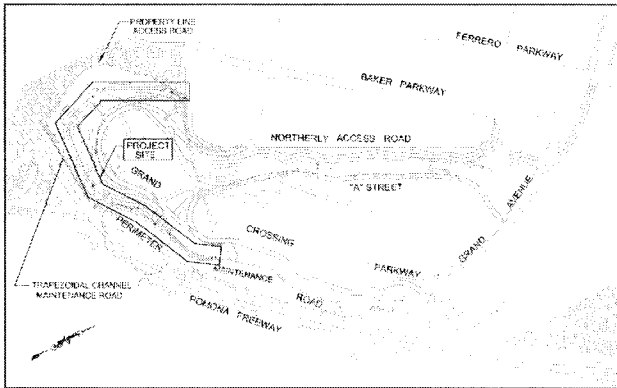 PROPERTY LINE
ACCESS ROAD
FERRERO PARKWAY
BAKER PARKWAY
NORTHERLY ACCESS ROAD
PROJECT
SITE
"A" STREET
GRAND AVENUE
GRAND CROSSING PARKWAY
PERIMETER MAINTENANCE ROAD
TRAPEZOIDAL CHANNEL
MAINTENANCE ROAD
POMONA FREEWAY